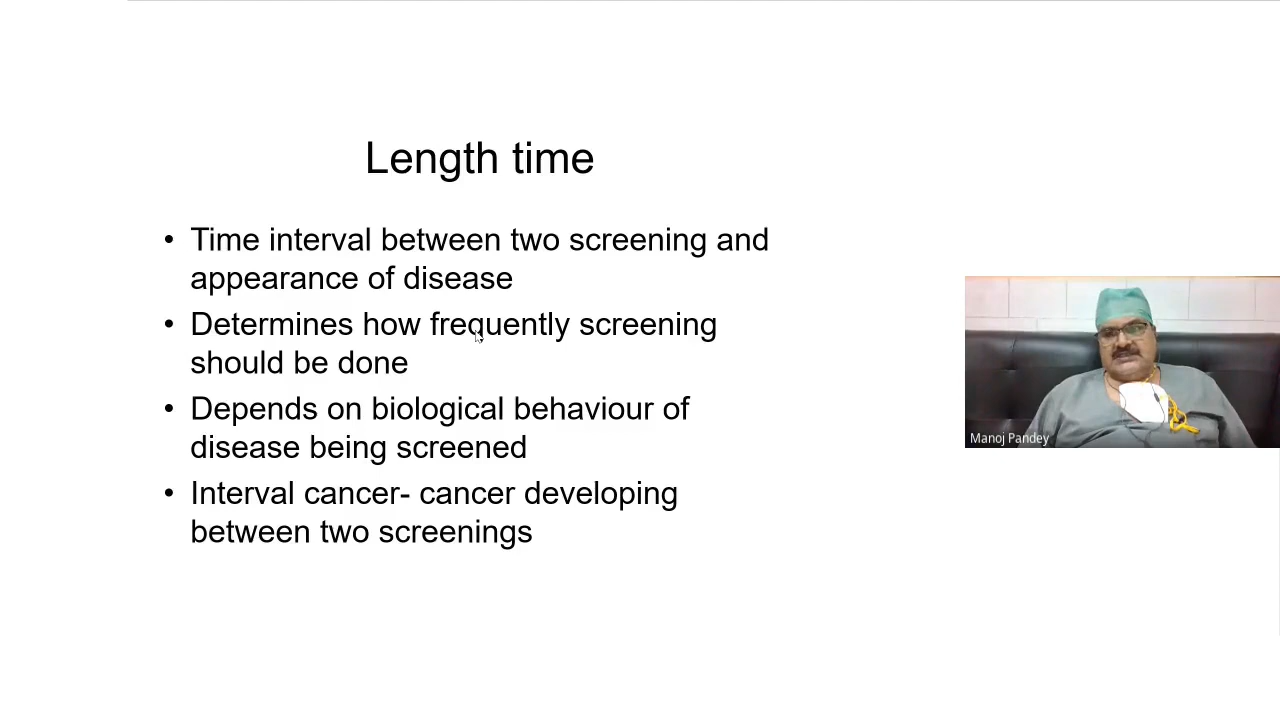 Length time
• Time interval between two screening and
appearance of disease
• Determines how frequently screening
should be done
• Depends on biological behaviour of
disease being screened
• Interval cancer- cancer developing
between two screenings
Manoj Pandey